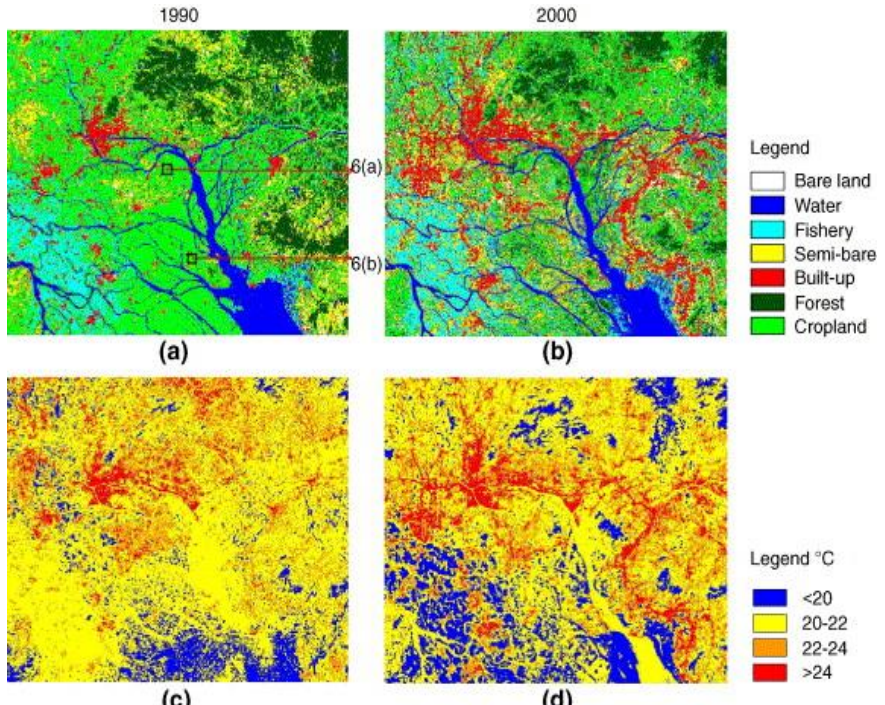 1990
2000
6(a)
6(b)
(a)
(b)
Legend
Bare land
Water
Fishery
Semi-bare
Built-up
Forest
Cropland
Legend °C
<20
20-22
22-24
>24
(c)
(d)